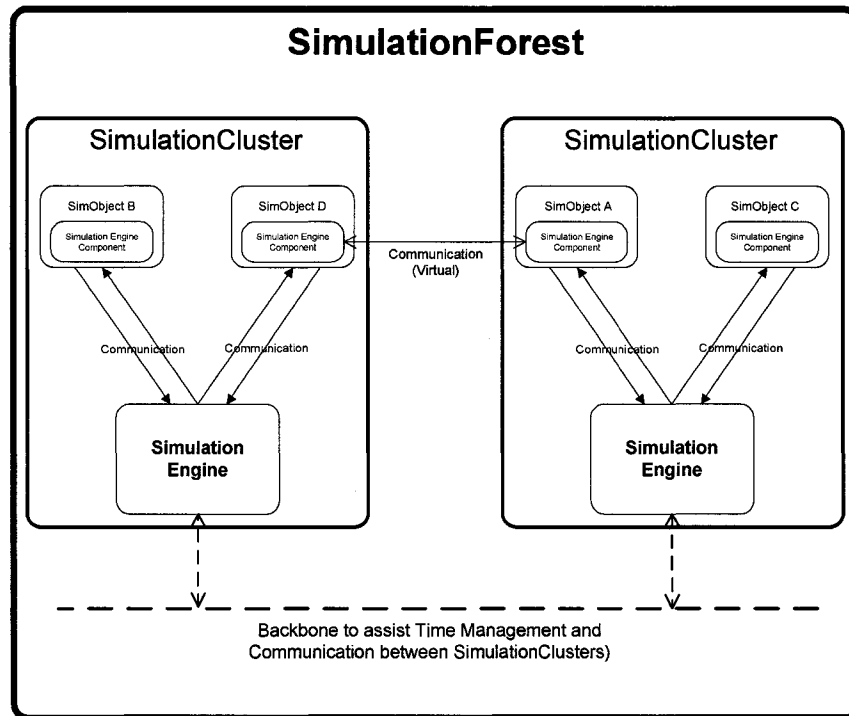 SimulationForest
SimulationCluster
SimObject B
Simulation Engine
Component
SimObject D
Simulation Engine
Component
Communication
Communication
Simulation
Engine
Communication
(Virtual)
SimulationCluster
SimObject A
Simulation Engine
Component
SimObject C
Simulation Engine
Component
Communication
Communication
Simulation
Engine
Backbone to assist Time Management and
Communication between SimulationClusters)